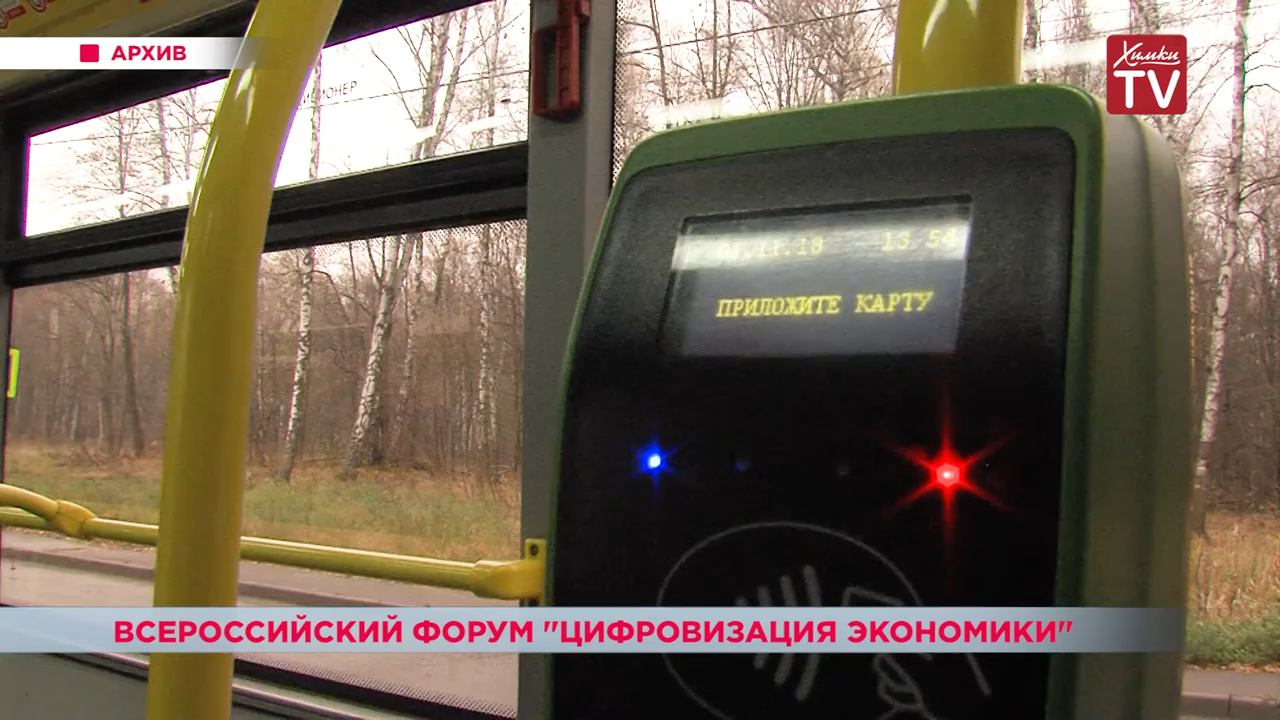 АРХИВ
Химки
TV
13 54
ПРИЛОЖИТЕ КАРТУ
ВСЕРОССИЙСКИЙ ФОРУМ "ЦИФРОВИЗАЦИЯ ЭКОНОМИКИ"